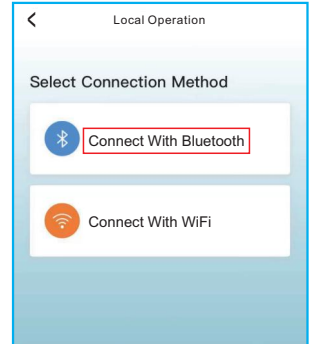 Local Operation
Select Connection Method
Connect With Bluetooth
Connect With WiFi